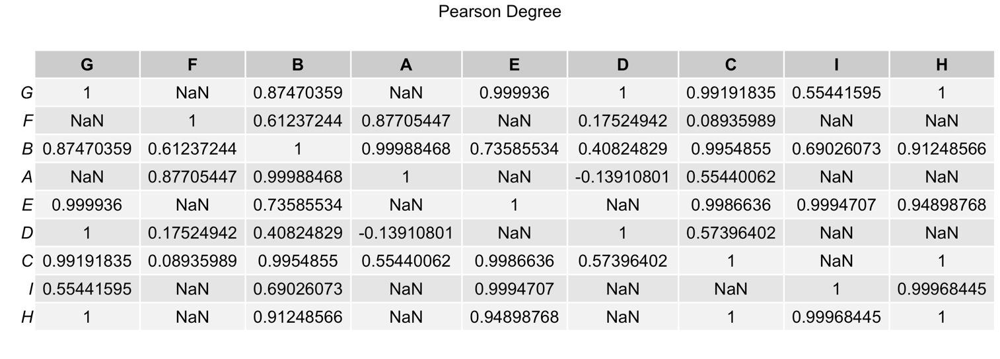 Pearson Degree
G F B A E D C I H
G 1 NaN 0.87470359 NaN 0.999936 1 0.99191835 0.55441595 1
F NaN 1 0.61237244 0.87705447 NaN 0.17524942 0.08935989 NaN NaN
B 0.87470359 0.61237244 1 0.99988468 0.73585534 0.40824829 0.9954855 0.69026073 0.91248566
A NaN 0.87705447 0.99988468 1 NaN -0.13910801 0.55440062 NaN NaN
E 0.999936 NaN 0.73585534 NaN 1 NaN 0.9986636 0.9994707 0.94898768
D 1 0.17524942 0.40824829 -0.13910801 NaN 1 0.57396402 NaN NaN
C 0.99191835 0.08935989 0.9954855 0.55440062 0.9986636 0.57396402 1 NaN 1
I 0.55441595 NaN 0.69026073 NaN 0.9994707 NaN NaN 1 0.99968445
H 1 NaN 0.91248566 NaN 0.94898768 NaN 1 0.99968445 1